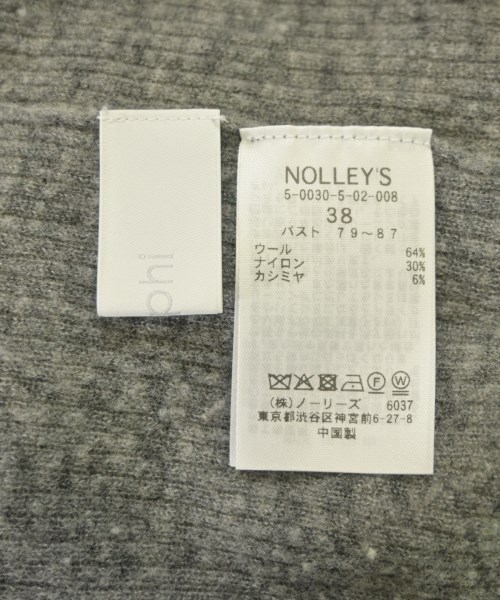 NOLLEY'S
5-0030-5-02-008
38
バスト 79~87
ウール 64%
ナイロン 30%
カシミヤ 6%
(株)ノーリーズ 6037
東京都渋谷区神宮前6-27-8
中国製